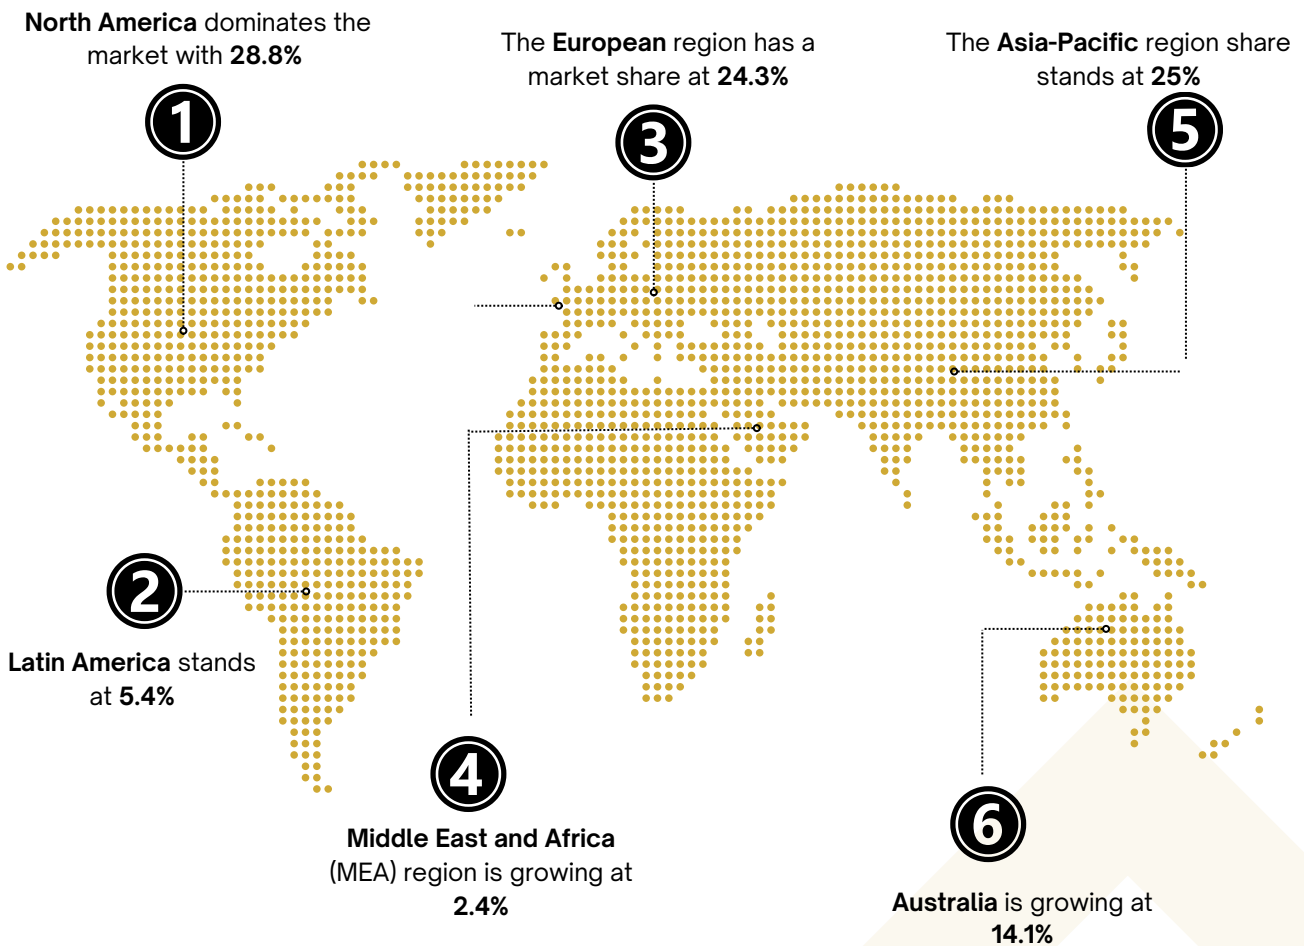 North America dominates the
market with 28.8%
1
The European region has a
market share at 24.3%
3
The Asia-Pacific region share
stands at 25%
5
2
Latin America stands
at 5.4%
4
Middle East and Africa
(MEA) region is growing at
2.4%
6
Australia is growing at
14.1%